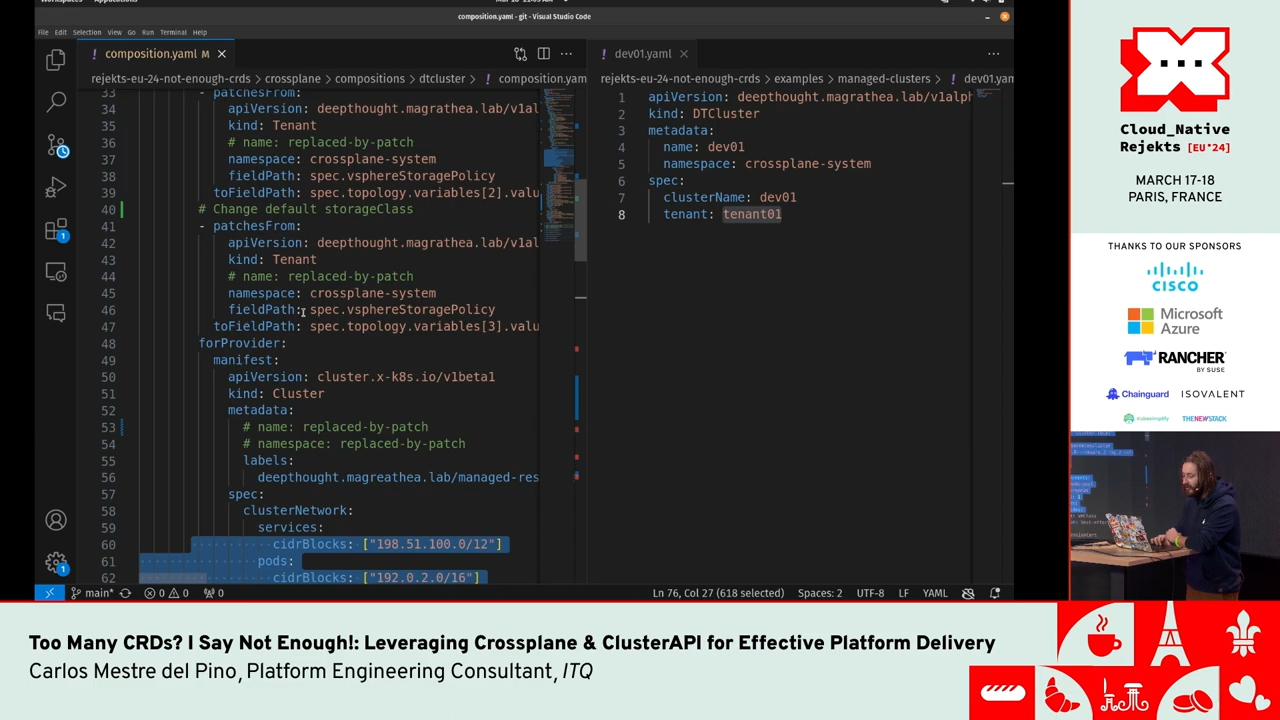 composition.yaml - git - Visual Studio Code
File Edit Selection View Go Run Terminal Help
! composition.yaml M
rejekts-eu-24-not-enough-crds > crossplane > compositions > dtcluster > ! composition.yam
33 - patchesFrom:
34 apiVersion: deepthought.magrathea.lab/v1al
35 kind: Tenant
36 # name: replaced-by-patch
37 namespace: crossplane-system
38 fieldPath: spec.vsphereStoragePolicy
39 toFieldPath: spec.topology.variables[2].val
40 # Change default storageClass
41 - patchesFrom:
42 apiVersion: deepthought.magrathea.lab/v1al
43 kind: Tenant
44 # name: replaced-by-patch
45 namespace: crossplane-system
46 fieldPath: spec.vsphereStoragePolicy
47 toFieldPath: spec.topology.variables[3].valu
48 forProvider:
49 manifest:
50 apiVersion: cluster.x-k8s.io/v1beta1
51 kind: Cluster
52 metadata:
53 # name: replaced-by-patch
54 # namespace: replaced-by-patch
55 labels:
56 deepthought.magreathea.lab/managed-res
57 spec:
58 clusterNetwork:
59 services:
60 cidrBlocks: ["198.51.100.0/12"]
61 pods:
62 cidrBlocks: ["192.0.2.0/16"]
! dev01.yaml
rejekts-eu-24-not-enough-crds > examples > managed-clusters > ! dev01.yaml
1 apiVersion: deepthought.magrathea.lab/v1alph
2 kind: DTCluster
3 metadata:
4 name: dev01
5 namespace: crossplane-system
6 spec:
7 clusterName: dev01
8 tenant: tenant01
main* 0 0 0 Ln 76, Col 27 (618 selected) Spaces: 2 UTF-8 LF YAML
Cloud_Native
Rejekts [EU*24]
MARCH 17-18
PARIS, FRANCE
THANKS TO OUR SPONSORS
CISCO
Microsoft
Azure
RANCHER
BY SUSE
Chainguard ISOVALENT
THENEWSTACK
Too Many CRDs? I Say Not Enough!: Leveraging Crossplane & ClusterAPI for Effective Platform Delivery
Carlos Mestre del Pino, Platform Engineering Consultant, ITQ